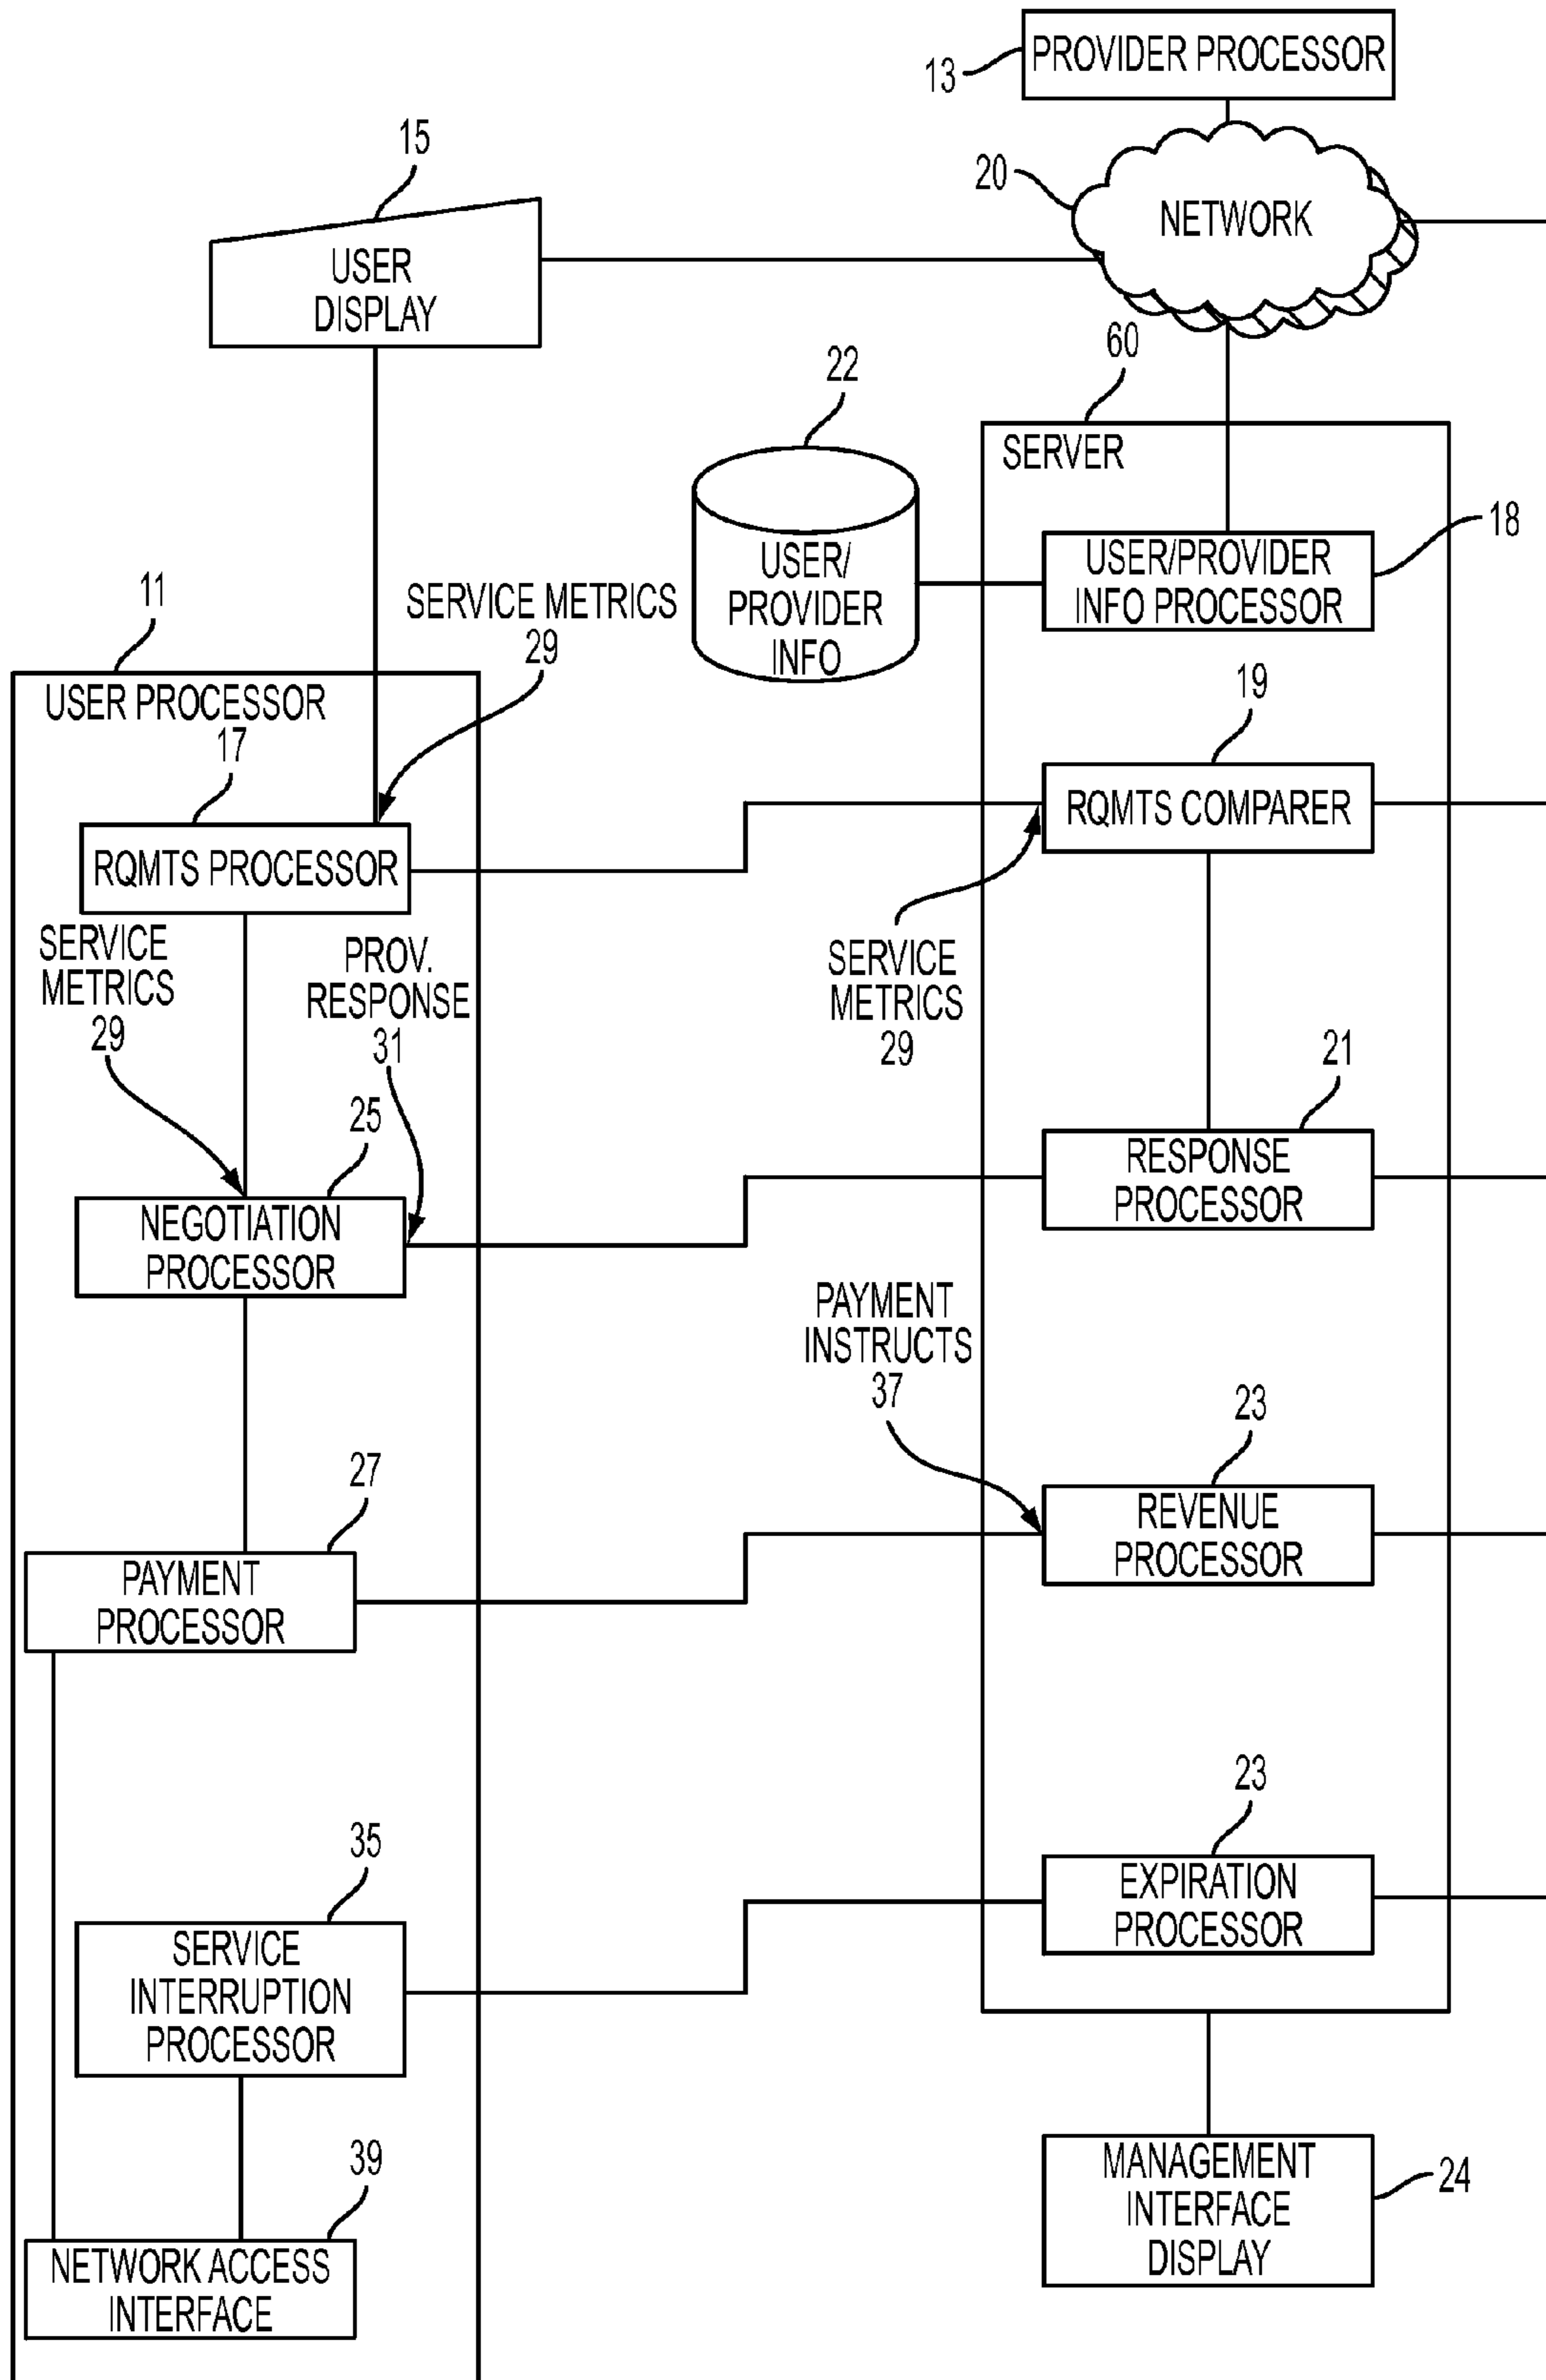 13
PROVIDER PROCESSOR
15
20
NETWORK
USER
DISPLAY
60
22
SERVER
18
USER/PROVIDER
INFO PROCESSOR
USER/
PROVIDER
INFO
11
SERVICE METRICS
29
USER PROCESSOR
17
19
RQMTS COMPARER
RQMTS PROCESSOR
SERVICE
METRICS
29
PROV.
RESPONSE
31
SERVICE
METRICS
29
21
25
RESPONSE
PROCESSOR
NEGOTIATION
PROCESSOR
PAYMENT
INSTRUCTS
37
23
27
REVENUE
PROCESSOR
PAYMENT
PROCESSOR
23
35
EXPIRATION
PROCESSOR
SERVICE
INTERRUPTION
PROCESSOR
39
MANAGEMENT
INTERFACE
DISPLAY
24
NETWORK ACCESS
INTERFACE